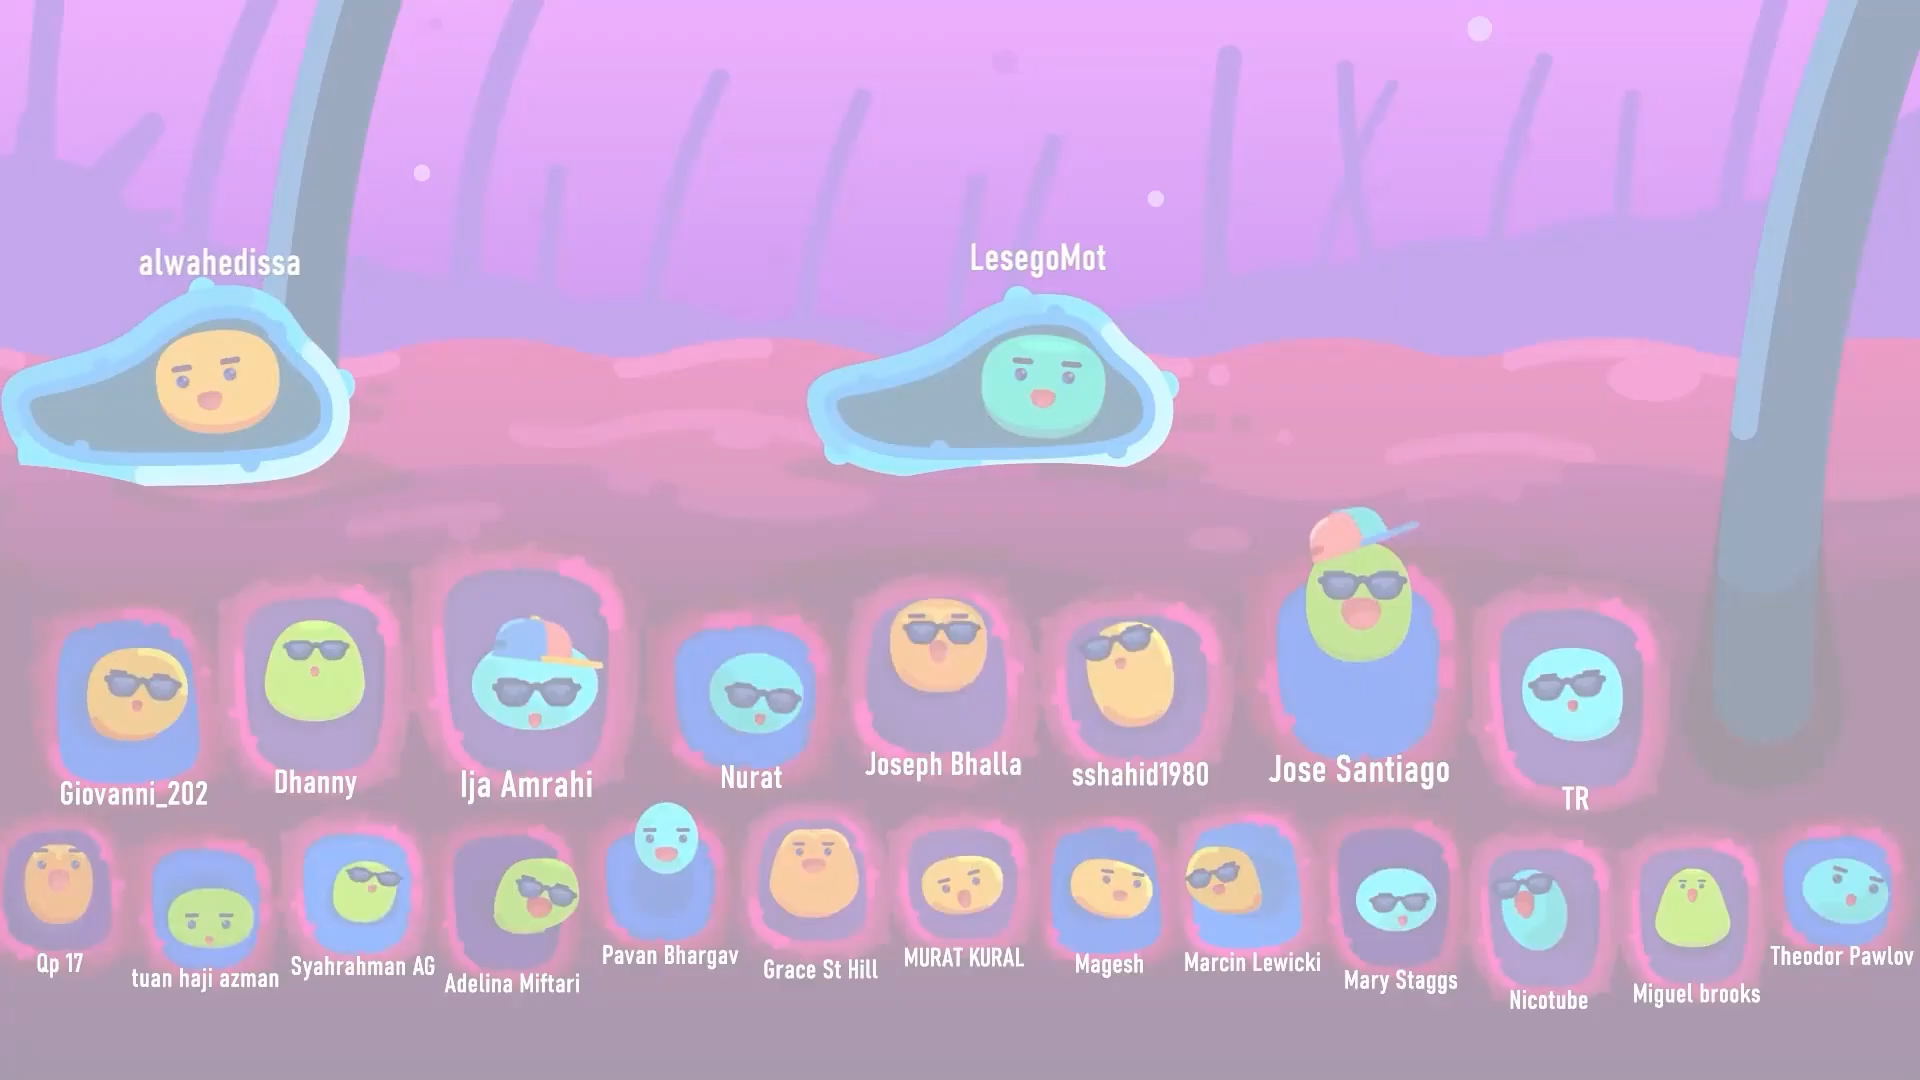 alwahedissa
LesegoMot
Giovanni_202
Dhanny
Ija Amrahi
Nurat
Joseph Bhalla
sshahid1980
Jose Santiago
TR
Qp 17
tuan haji azman
Syahrahman AG
Adelina Miftari
Pavan Bhargav
Grace St Hill
MURAT KURAL
Magesh
Marcin Lewicki
Mary Staggs
Nicotube
Miguel brooks
Theodor Pawlov